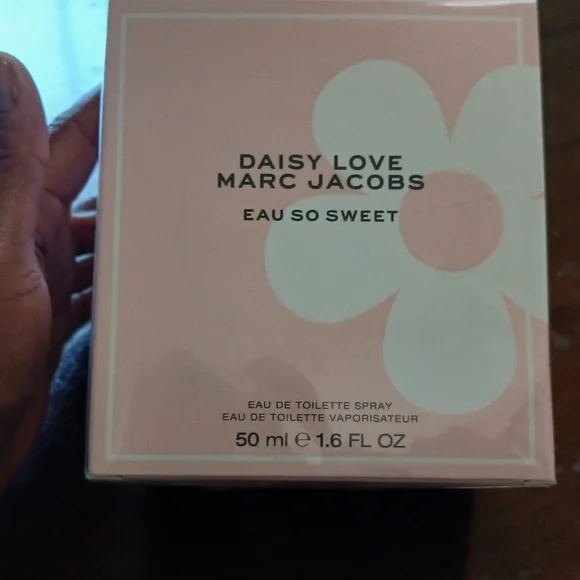 DAISY LOVE
MARC JACOBS
EAU SO SWEET
EAU DE TOILETTE SPRAY
EAU DE TOILETTE VAPORISATEUR
50 ml ℮ 1.6 FL OZ